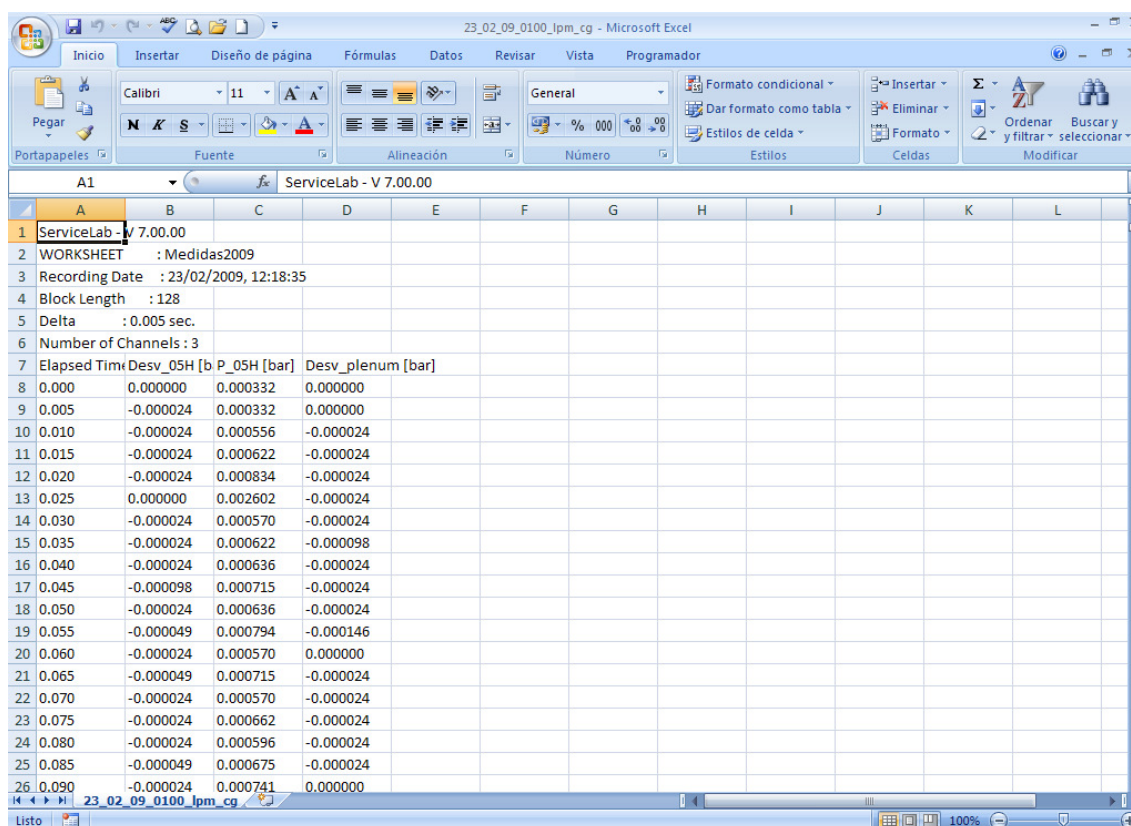 23_02_09_0100_lpm_cg - Microsoft Excel
Inicio Insertar Diseño de página Fórmulas Datos Revisar Vista Programador
Pegar
Calibri 11
General
N K S
% 000
Formato condicional
Dar formato como tabla
Estilos de celda
Insertar
Eliminar
Formato
Σ
Ordenar y filtrar
Buscar y seleccionar
Portapapeles Fuente Alineación Número Estilos Celdas Modificar
A1 fx ServiceLab - V 7.00.00
A B C D E F G H I J K L
1 ServiceLab - V 7.00.00
2 WORKSHEET : Medidas2009
3 Recording Date : 23/02/2009, 12:18:35
4 Block Length : 128
5 Delta : 0.005 sec.
6 Number of Channels : 3
7 Elapsed Time Desv_05H [b P_05H [bar] Desv_plenum [bar]
8 0.000 0.000000 0.000332 0.000000
9 0.005 -0.000024 0.000332 0.000000
10 0.010 -0.000024 0.000556 -0.000024
11 0.015 -0.000024 0.000622 -0.000024
12 0.020 -0.000024 0.000834 -0.000024
13 0.025 0.000000 0.002602 -0.000024
14 0.030 -0.000024 0.000570 -0.000024
15 0.035 -0.000024 0.000622 -0.000098
16 0.040 -0.000024 0.000636 -0.000024
17 0.045 -0.000098 0.000715 -0.000024
18 0.050 -0.000024 0.000636 -0.000024
19 0.055 -0.000049 0.000794 -0.000146
20 0.060 -0.000024 0.000570 0.000000
21 0.065 -0.000049 0.000715 -0.000024
22 0.070 -0.000024 0.000570 -0.000024
23 0.075 -0.000024 0.000662 -0.000024
24 0.080 -0.000024 0.000596 -0.000024
25 0.085 -0.000049 0.000675 -0.000024
26 0.090 -0.000024 0.000741 0.000000
23_02_09_0100_lpm_cg
Listo 100%